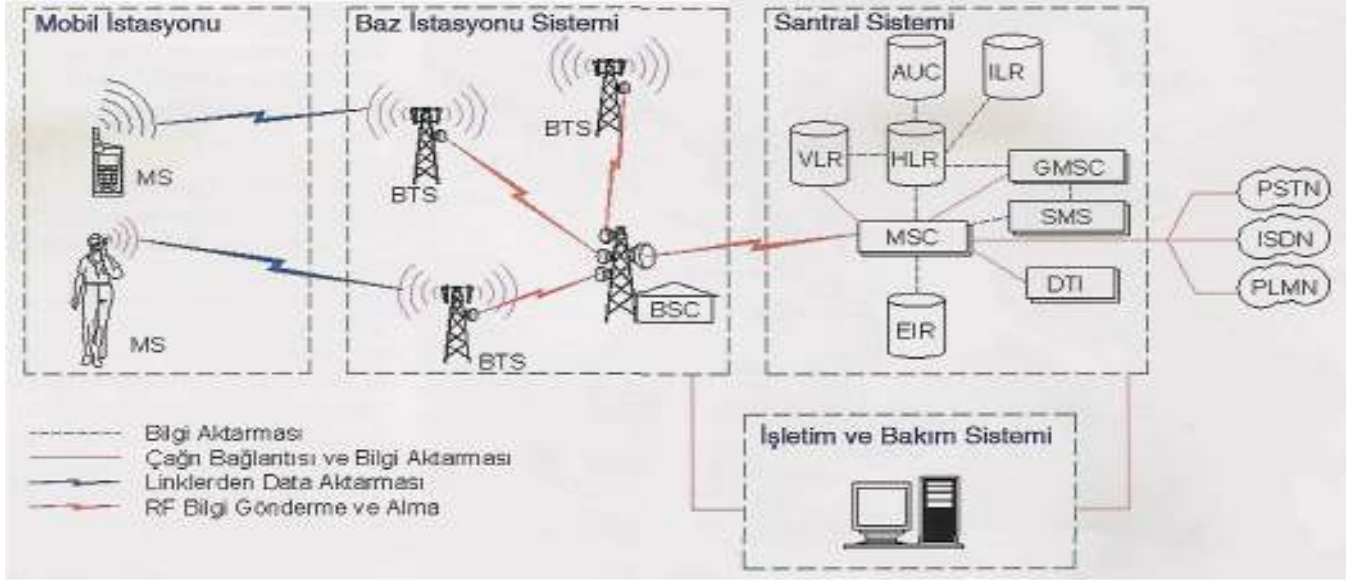 Mobil İstasyonu
MS
MS
Baz İstasyonu Sistemi
BTS
BTS
BTS
BSC
Santral Sistemi
AUC
ILR
VLR
HLR
GMSC
SMS
MSC
DTI
EIR
PSTN
ISDN
PLMN
Bilgi Aktarması
Çağrı Bağlantısı ve Bilgi Aktarması
Linklerden Data Aktarması
RF Bilgi Gönderme ve Alma
İşletim ve Bakım Sistemi